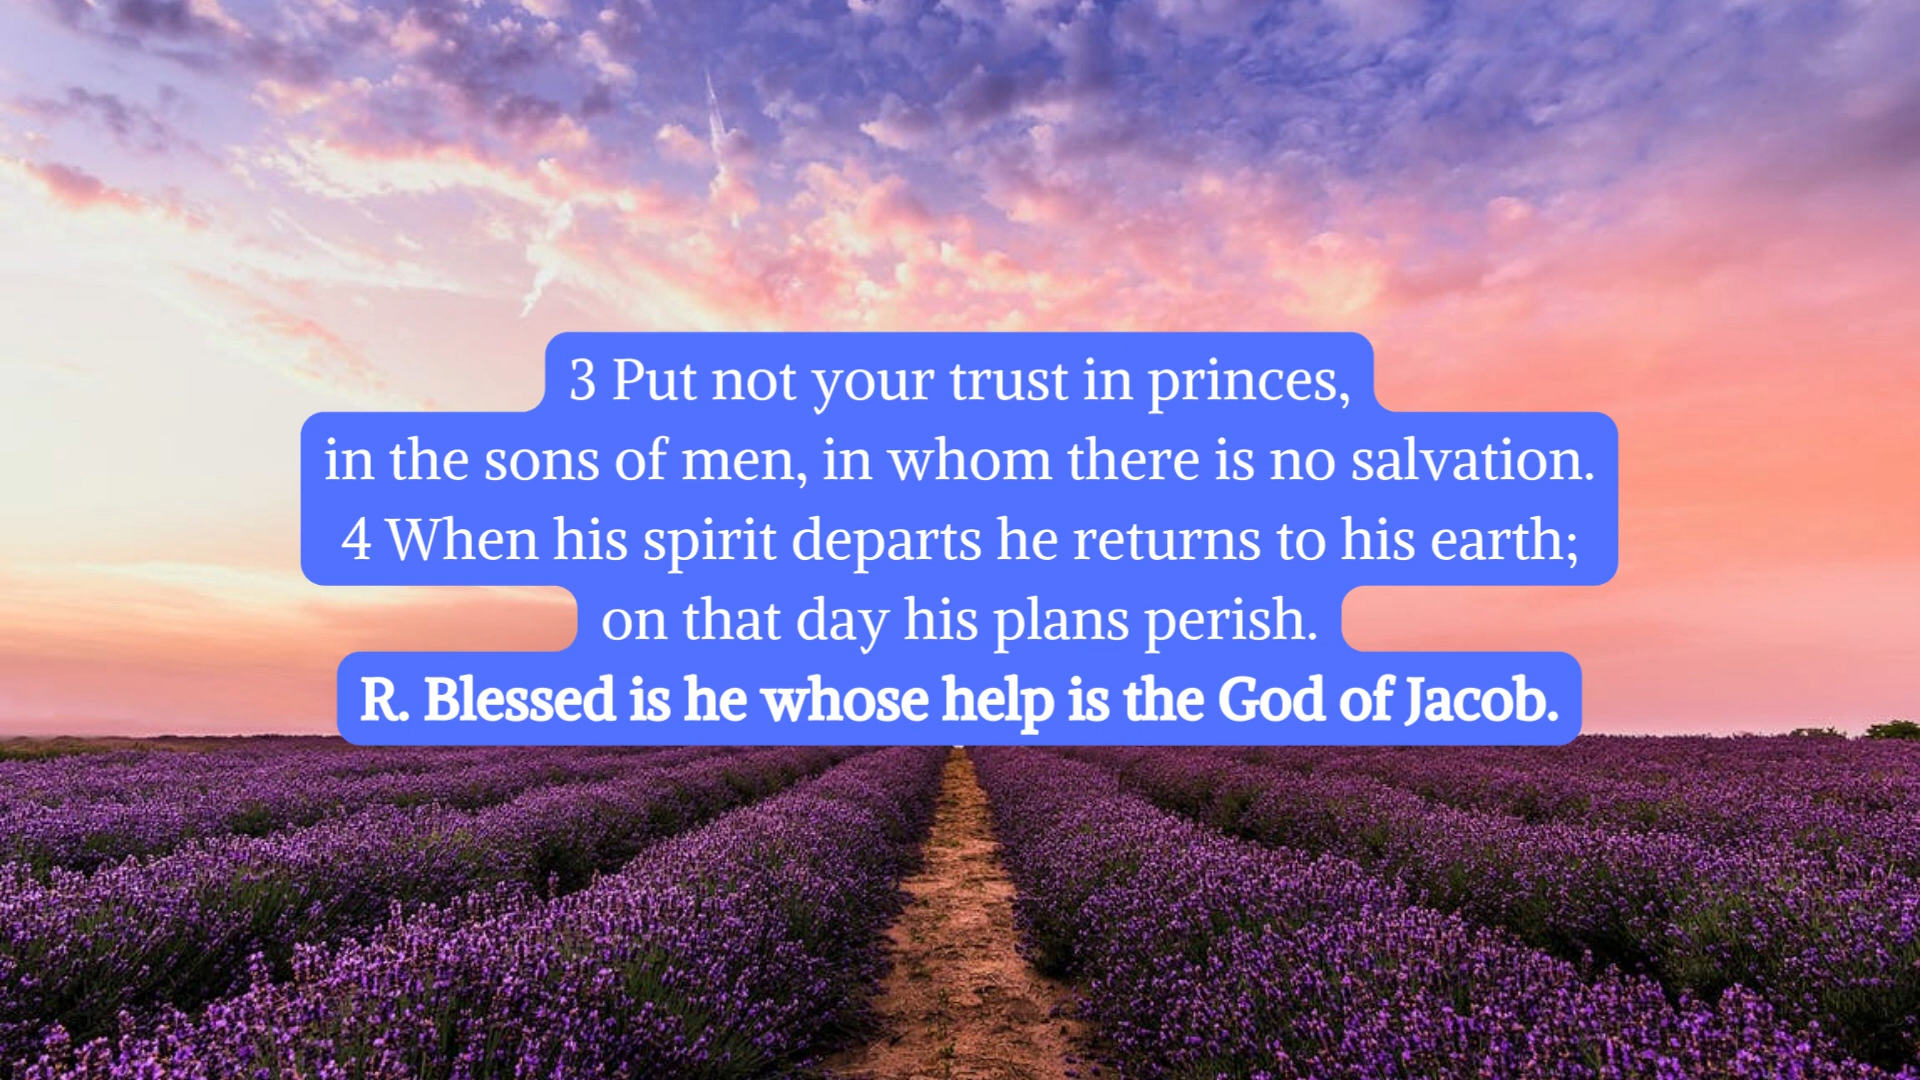 3 Put not your trust in princes,
in the sons of men, in whom there is no salvation.
4 When his spirit departs he returns to his earth;
on that day his plans perish.
R. Blessed is he whose help is the God of Jacob.